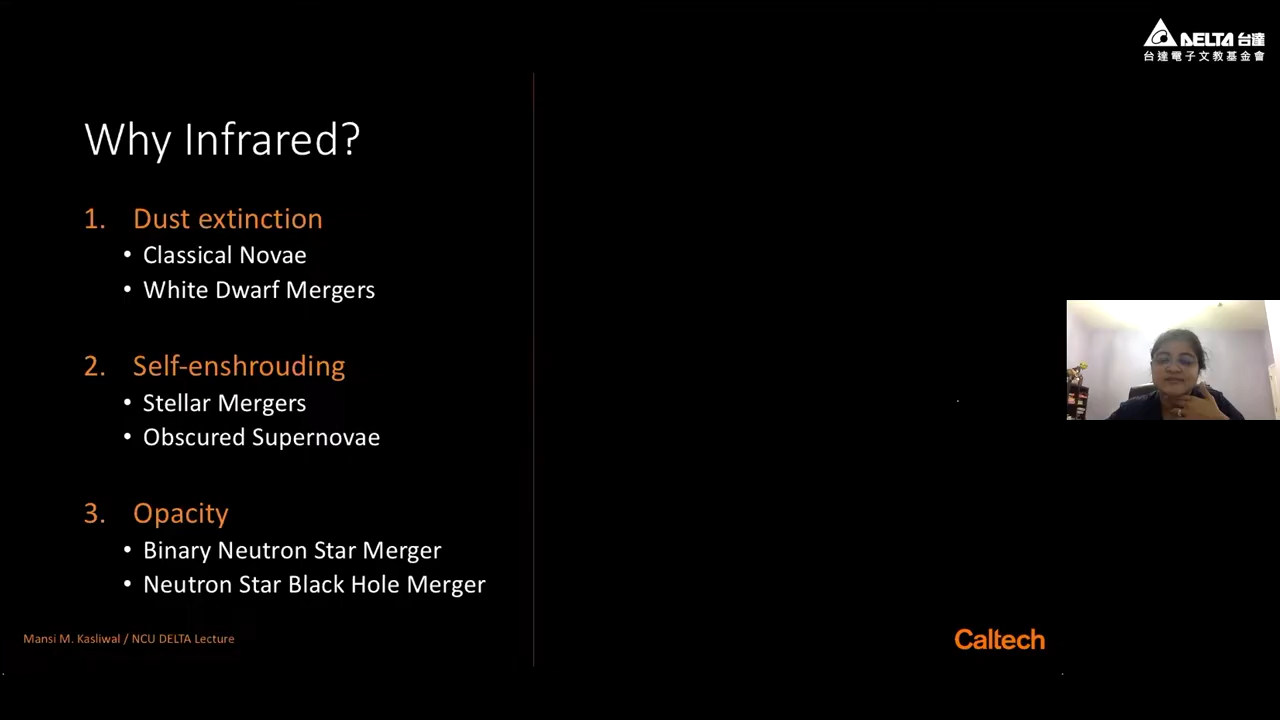 DELTA 台達
台達電子文教基金會
Why Infrared?
1. Dust extinction
• Classical Novae
• White Dwarf Mergers
2. Self-enshrouding
• Stellar Mergers
• Obscured Supernovae
3. Opacity
• Binary Neutron Star Merger
• Neutron Star Black Hole Merger
Mansi M. Kasliwal / NCU DELTA Lecture
Caltech